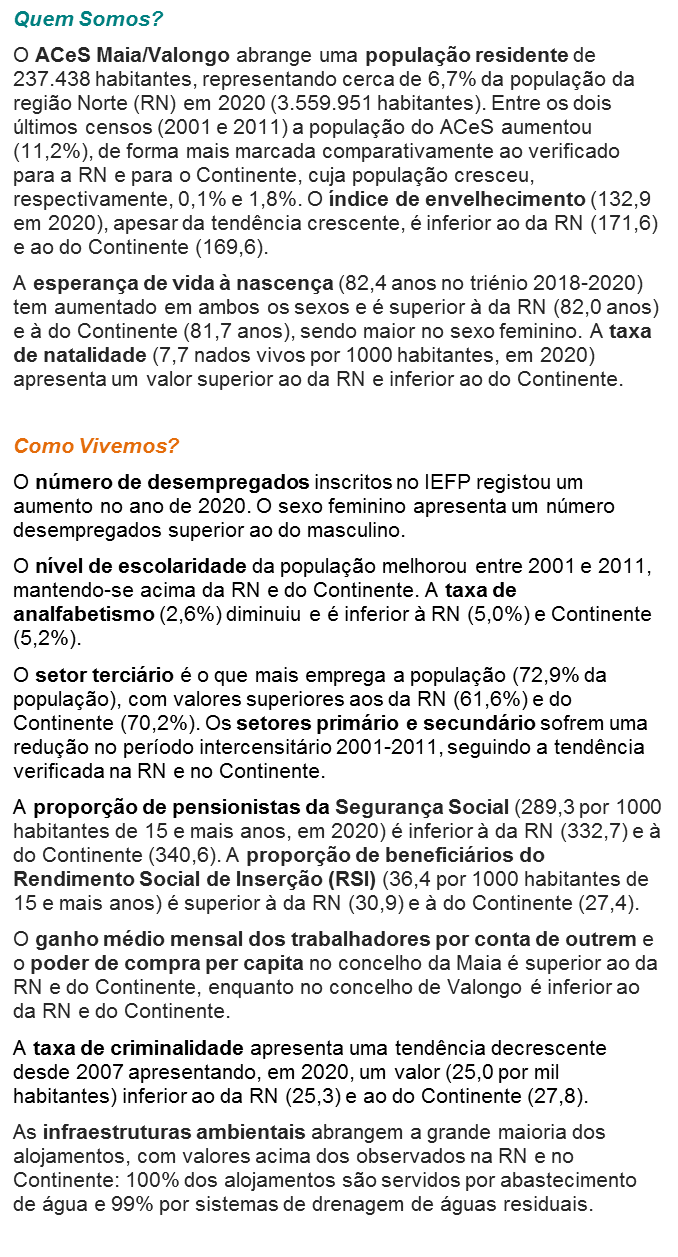 Quem Somos?
O ACeS Maia/Valongo abrange uma população residente de
237.438 habitantes, representando cerca de 6,7% da população da
região Norte (RN) em 2020 (3.559.951 habitantes). Entre os dois
últimos censos (2001 e 2011) a população do ACeS aumentou
(11,2%), de forma mais marcada comparativamente ao verificado
para a RN e para o Continente, cuja população cresceu,
respectivamente, 0,1% e 1,8%. O índice de envelhecimento (132,9
em 2020), apesar da tendência crescente, é inferior ao da RN (171,6)
e ao do Continente (169,6).
A esperança de vida à nascença (82,4 anos no triénio 2018-2020)
tem aumentado em ambos os sexos e é superior à da RN (82,0 anos)
e à do Continente (81,7 anos), sendo maior no sexo feminino. A taxa
de natalidade (7,7 nados vivos por 1000 habitantes, em 2020)
apresenta um valor superior ao da RN e inferior ao do Continente.
Como Vivemos?
O número de desempregados inscritos no IEFP registou um
aumento no ano de 2020. O sexo feminino apresenta um número
desempregados superior ao do masculino.
O nível de escolaridade da população melhorou entre 2001 e 2011,
mantendo-se acima da RN e do Continente. A taxa de
analfabetismo (2,6%) diminuiu e é inferior à RN (5,0%) e Continente
(5,2%).
O setor terciário é o que mais emprega a população (72,9% da
população), com valores superiores aos da RN (61,6%) e do
Continente (70,2%). Os setores primário e secundário sofrem uma
redução no período intercensitário 2001-2011, seguindo a tendência
verificada na RN e no Continente.
A proporção de pensionistas da Segurança Social (289,3 por 1000
habitantes de 15 e mais anos, em 2020) é inferior à da RN (332,7) e à
do Continente (340,6). A proporção de beneficiários do
Rendimento Social de Inserção (RSI) (36,4 por 1000 habitantes de
15 e mais anos) é superior à da RN (30,9) e à do Continente (27,4).
O ganho médio mensal dos trabalhadores por conta de outrem e
o poder de compra per capita no concelho da Maia é superior ao da
RN e do Continente, enquanto no concelho de Valongo é inferior ao
da RN e do Continente.
A taxa de criminalidade apresenta uma tendência decrescente
desde 2007 apresentando, em 2020, um valor (25,0 por mil
habitantes) inferior ao da RN (25,3) e ao do Continente (27,8).
As infraestruturas ambientais abrangem a grande maioria dos
alojamentos, com valores acima dos observados na RN e no
Continente: 100% dos alojamentos são servidos por abastecimento
de água e 99% por sistemas de drenagem de águas residuais.